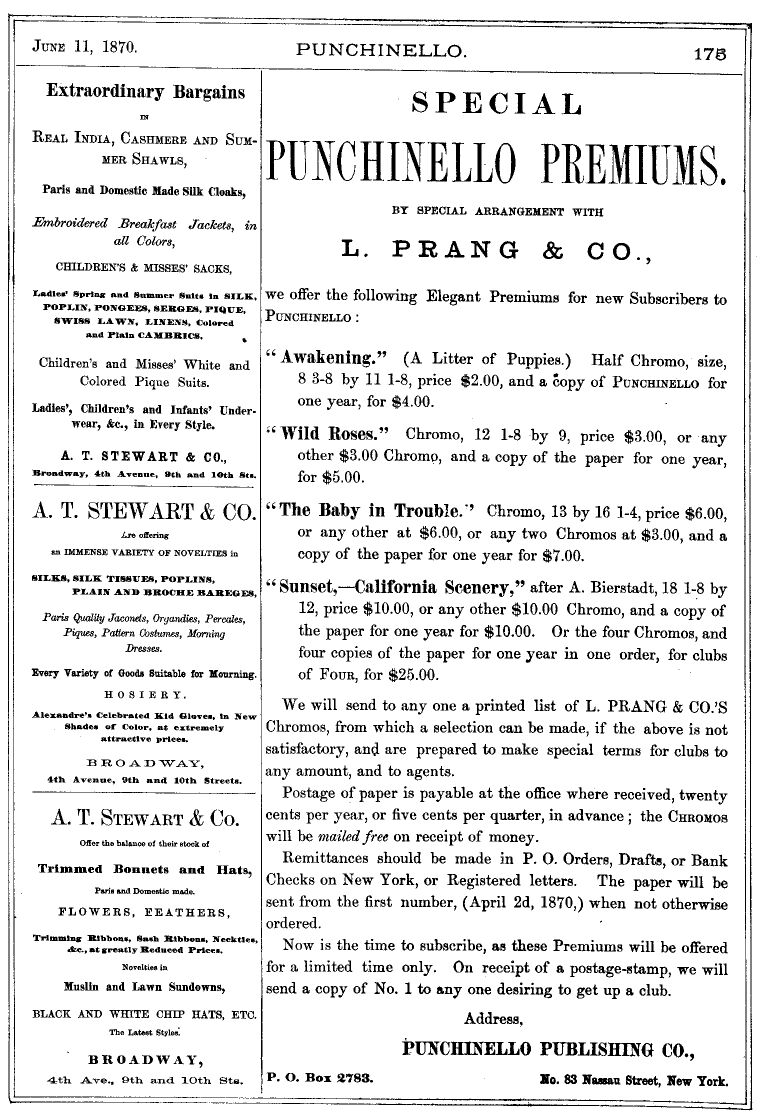 JUNE 11, 1870.
PUNCHINELLO.
175
Extraordinary Bargains
IN
REAL INDIA, CASHMERE AND SUM-
MER SHAWLS,
Paris and Domestic Made Silk Cloaks,
Embroidered Breakfast Jackets, in
all Colors,
CHILDREN'S & MISSES' SACKS,
Ladies' Spring and Summer Suits in SILK,
POPLIN, PONGEES, SERGES, PIQUE,
SWISS LAWN, LINENS, Colored
and Plain CAMBRICS.
Children's and Misses' White and
Colored Pique Suits.
Ladies', Children's and Infants' Under-
wear, &c., in Every Style.
A. T. STEWART & CO.,
Broadway, 4th Avenue, 9th and 10th Sts.
A. T. STEWART & CO.
Are offering
an IMMENSE VARIETY OF NOVELTIES in
SILKS, SILK TISSUES, POPLINS,
PLAIN AND BROCHE BAREGES,
Paris Quality Jaconets, Organdies, Percales,
Piques, Pattern Costumes, Morning
Dresses.
Every Variety of Goods Suitable for Mourning.
HOSIERY.
Alexandre's Celebrated Kid Gloves, in New
Shades of Color, at extremely
attractive prices.
BROADWAY,
4th Avenue, 9th and 10th Streets.
A. T. STEWART & CO.
Offer the balance of their stock of
Trimmed Bonnets and Hats,
Paris and Domestic made.
FLOWERS, FEATHERS,
Trimming Ribbons, Sash Ribbons, Neckties,
&c., at greatly Reduced Prices.
Novelties in
Muslin and Lawn Sundowns,
BLACK AND WHITE CHIP HATS, ETC.
The Latest Styles.
BROADWAY,
4th Ave., 9th and 10th Sts.
SPECIAL
PUNCHINELLO PREMIUMS.
BY SPECIAL ARRANGEMENT WITH
L. PRANG & CO.,
we offer the following Elegant Premiums for new Subscribers to
PUNCHINELLO:
"Awakening." (A Litter of Puppies.) Half Chromo, size,
8 3-8 by 11 1-8, price $2.00, and a copy of PUNCHINELLO for
one year, for $4.00.
"Wild Roses." Chromo, 12 1-8 by 9, price $3.00, or any
other $3.00 Chromo, and a copy of the paper for one year,
for $5.00.
"The Baby in Trouble." Chromo, 13 by 16 1-4, price $6.00,
or any other at $6.00, or any two Chromos at $3.00, and a
copy of the paper for one year for $7.00.
"Sunset,—California Scenery," after A. Bierstadt, 18 1-8 by
12, price $10.00, or any other $10.00 Chromo, and a copy of
the paper for one year for $10.00. Or the four Chromos, and
four copies of the paper for one year in one order, for clubs
of FOUR, for $25.00.
We will send to any one a printed list of L. PRANG & CO.'S
Chromos, from which a selection can be made, if the above is not
satisfactory, and are prepared to make special terms for clubs to
any amount, and to agents.
Postage of paper is payable at the office where received, twenty
cents per year, or five cents per quarter, in advance; the CHROMOS
will be mailed free on receipt of money.
Remittances should be made in P. O. Orders, Drafts, or Bank
Checks on New York, or Registered letters. The paper will be
sent from the first number, (April 2d, 1870,) when not otherwise
ordered.
Now is the time to subscribe, as these Premiums will be offered
for a limited time only. On receipt of a postage-stamp, we will
send a copy of No. 1 to any one desiring to get up a club.
Address,
PUNCHINELLO PUBLISHING CO.,
P. O. Box 2783.
No. 83 Nassau Street, New York.